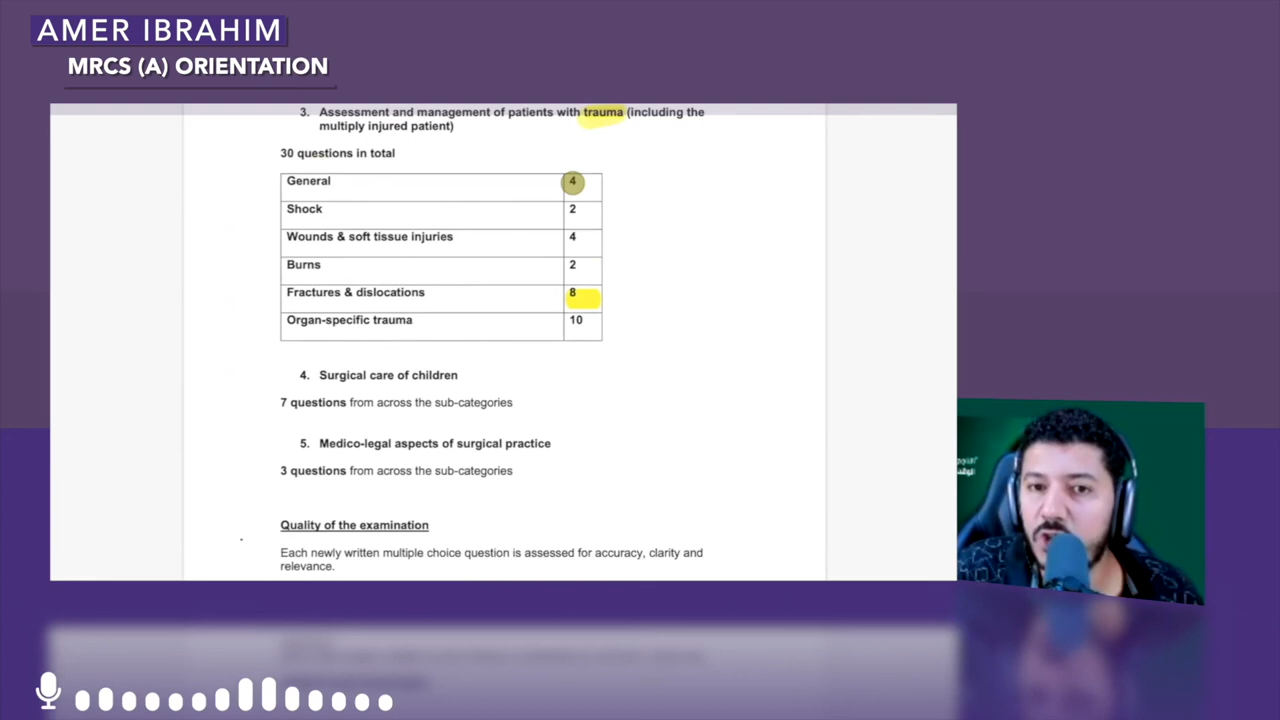 AMER IBRAHIM
MRCS (A) ORIENTATION
3. Assessment and management of patients with trauma (including the
multiply injured patient)
30 questions in total
General 4
Shock 2
Wounds & soft tissue injuries 4
Burns 2
Fractures & dislocations 8
Organ-specific trauma 10
4. Surgical care of children
7 questions from across the sub-categories
5. Medico-legal aspects of surgical practice
3 questions from across the sub-categories
Quality of the examination
Each newly written multiple choice question is assessed for accuracy, clarity and
relevance.